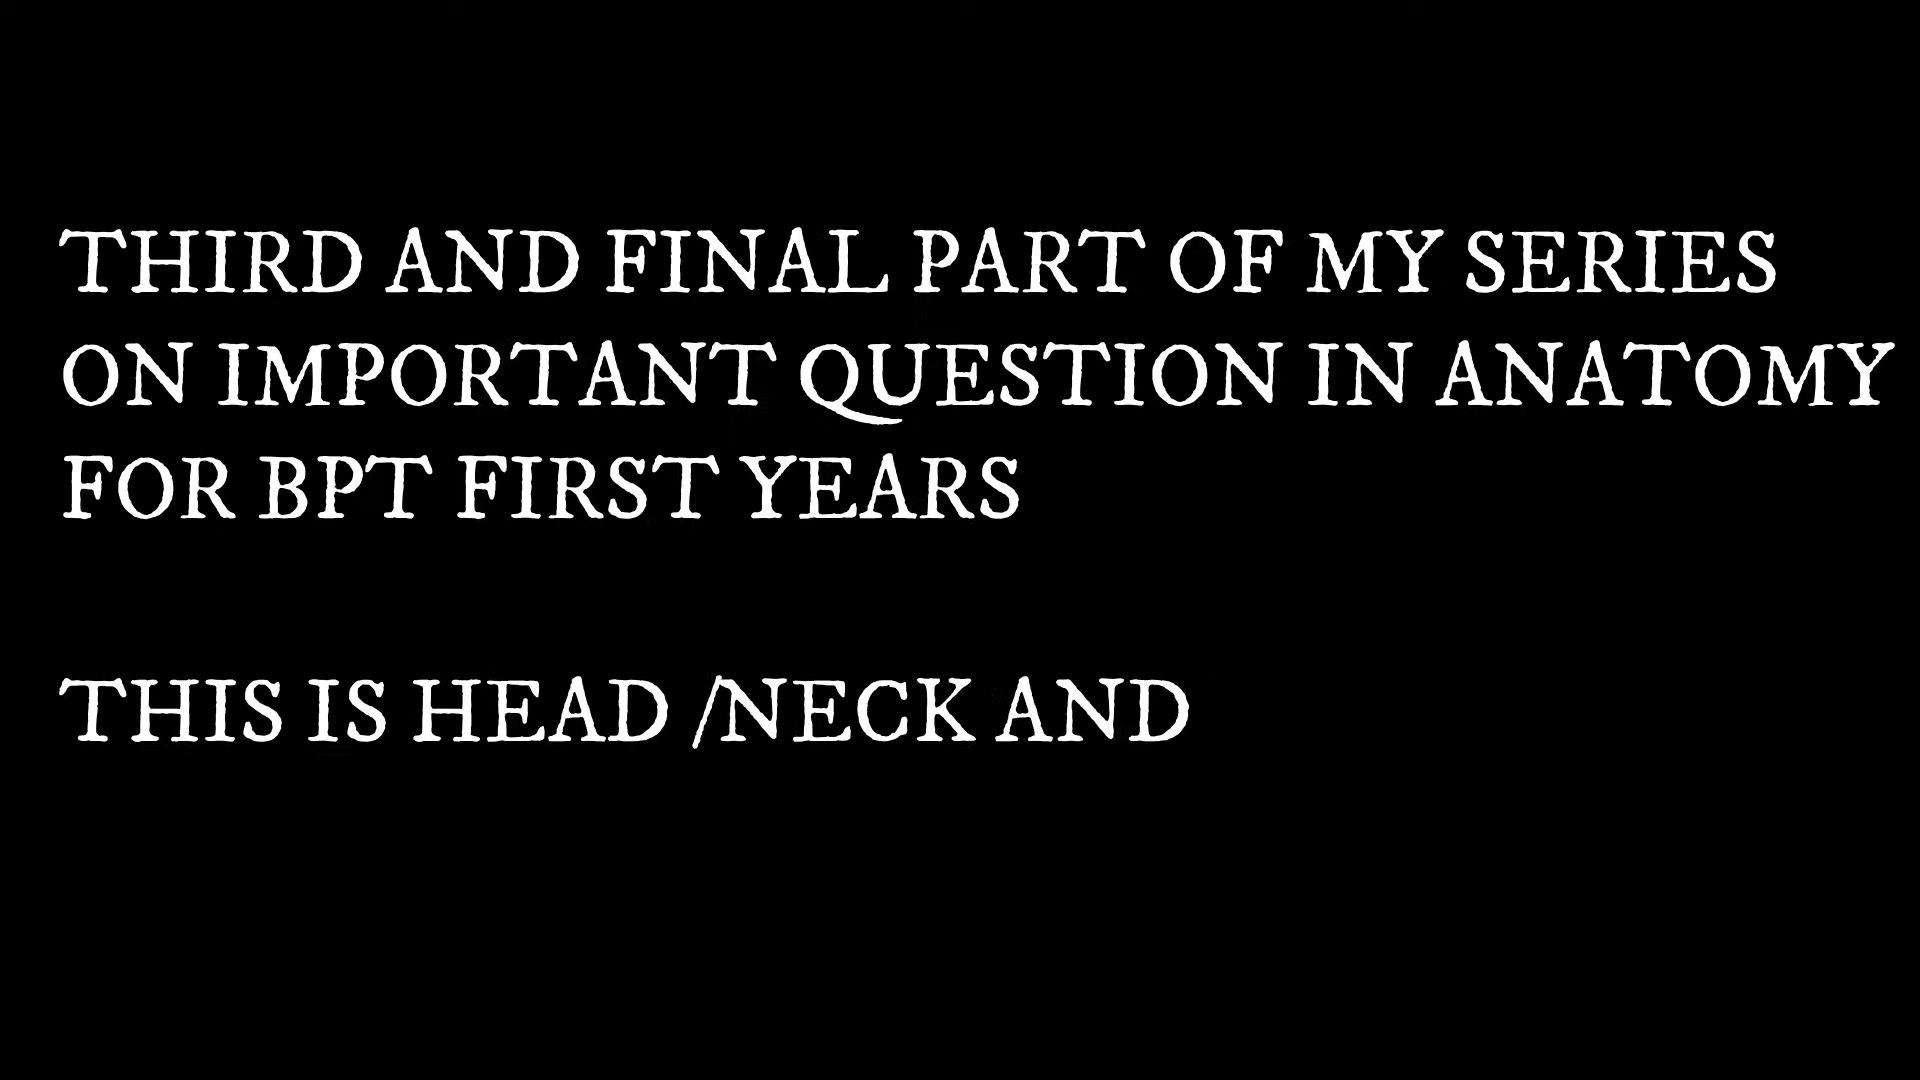 THIRD AND FINAL PART OF MY SERIES
ON IMPORTANT QUESTION IN ANATOMY
FOR BPT FIRST YEARS
THIS IS HEAD /NECK AND